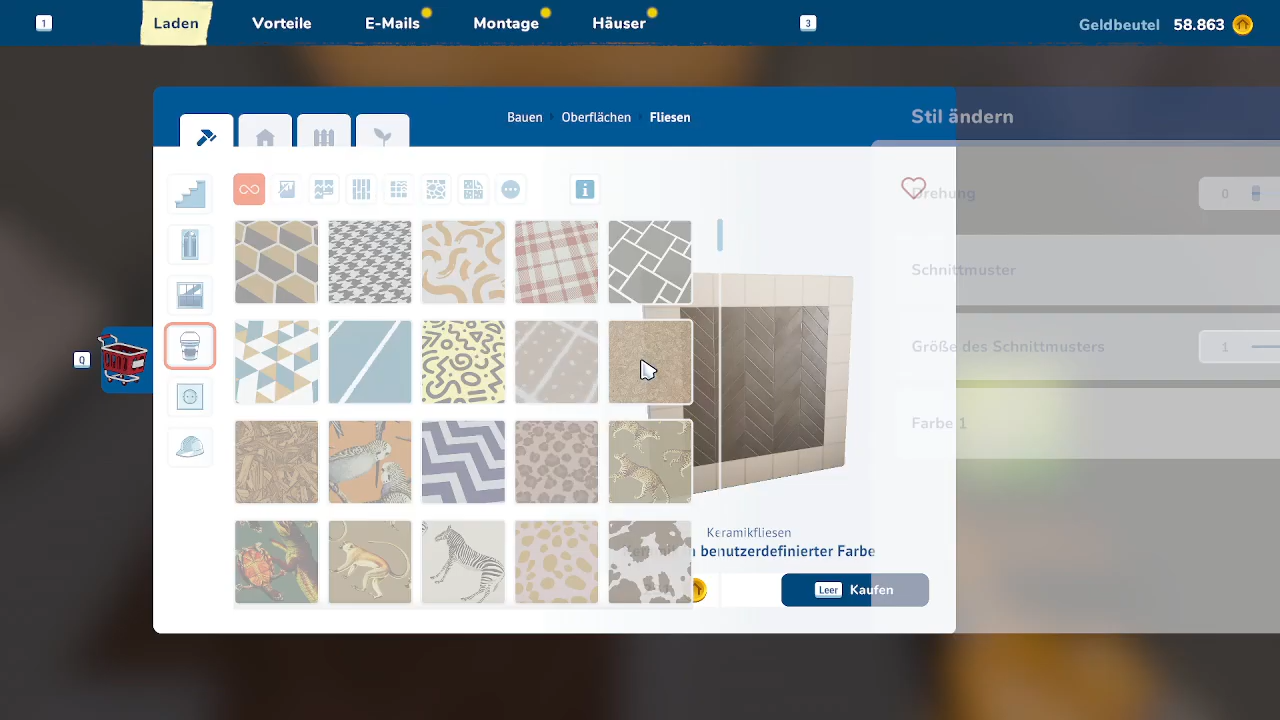 1
Laden
Vorteile
E-Mails
Montage
Häuser
3
Geldbeutel 58.863
Bauen Oberflächen Fliesen
Stil ändern
Drehung 0
Schnittmuster
Größe des Schnittmusters 1
Farbe 1
Q
Keramikfliesen
benutzerdefinierter Farbe
Leer Kaufen